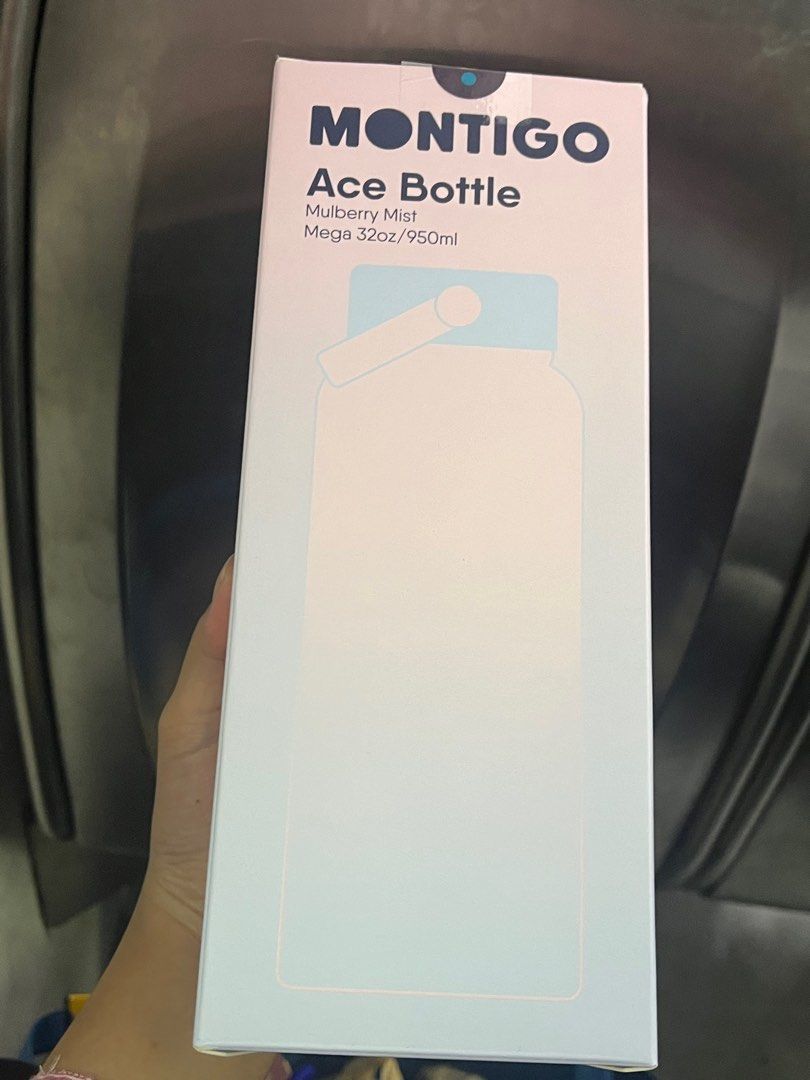 MONTIGO
Ace Bottle
Mulberry Mist
Mega 32oz/950ml